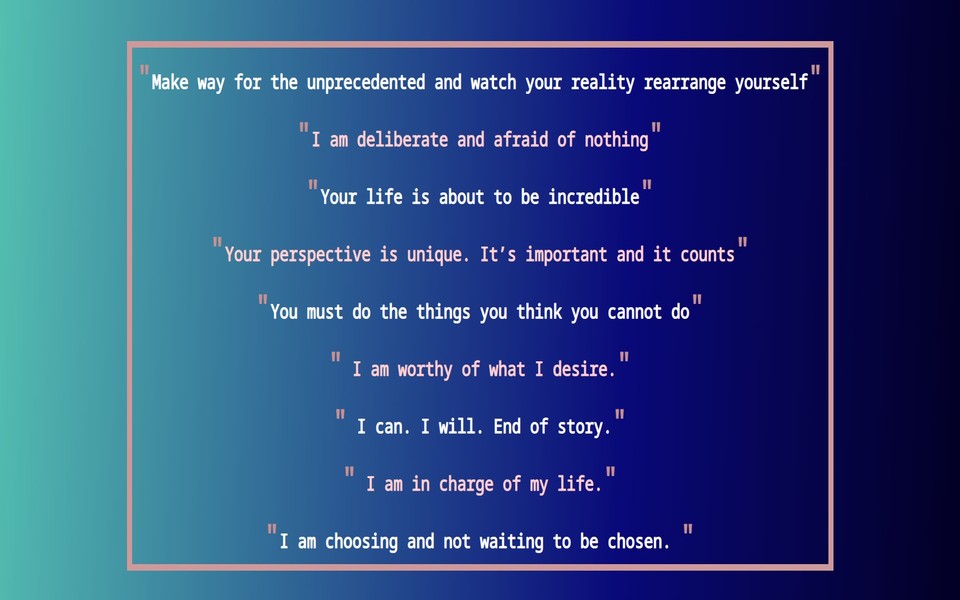 "Make way for the unprecedented and watch your reality rearrange yourself"
"I am deliberate and afraid of nothing"
"Your life is about to be incredible"
"Your perspective is unique. It’s important and it counts"
"You must do the things you think you cannot do"
" I am worthy of what I desire."
" I can. I will. End of story."
" I am in charge of my life."
"I am choosing and not waiting to be chosen. "